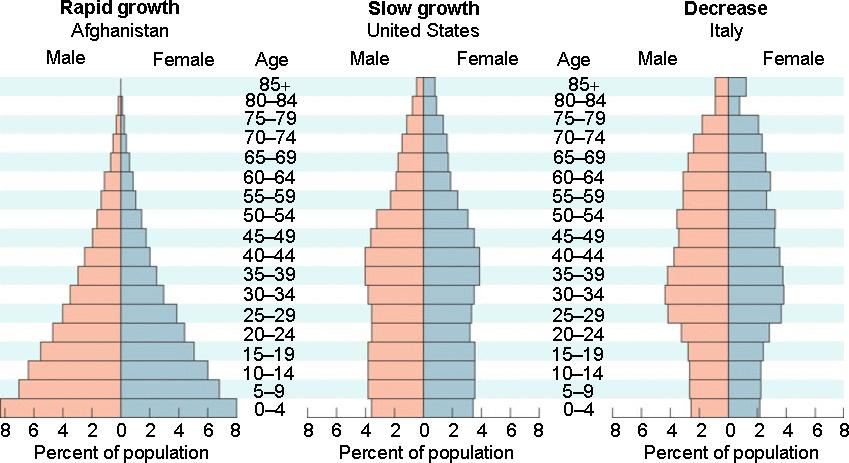 Rapid growth
Afghanistan
Male Female
Slow growth
United States
Male Female
Decrease
Italy
Male Female
Age
85+
80–84
75–79
70–74
65–69
60–64
55–59
50–54
45–49
40–44
35–39
30–34
25–29
20–24
15–19
10–14
5–9
0–4
Age
85+
80–84
75–79
70–74
65–69
60–64
55–59
50–54
45–49
40–44
35–39
30–34
25–29
20–24
15–19
10–14
5–9
0–4
8 6 4 2 0 2 4 6 8
Percent of population
8 6 4 2 0 2 4 6 8
Percent of population
8 6 4 2 0 2 4 6 8
Percent of population